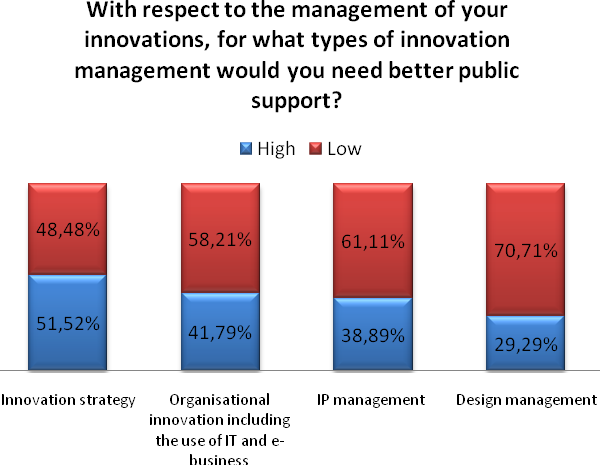 With respect to the management of your
innovations, for what types of innovation
management would you need better public
support?
High Low
48,48% 58,21% 61,11% 70,71%
51,52% 41,79% 38,89% 29,29%
Innovation strategy
Organisational
innovation including
the use of IT and e-
business
IP management
Design management